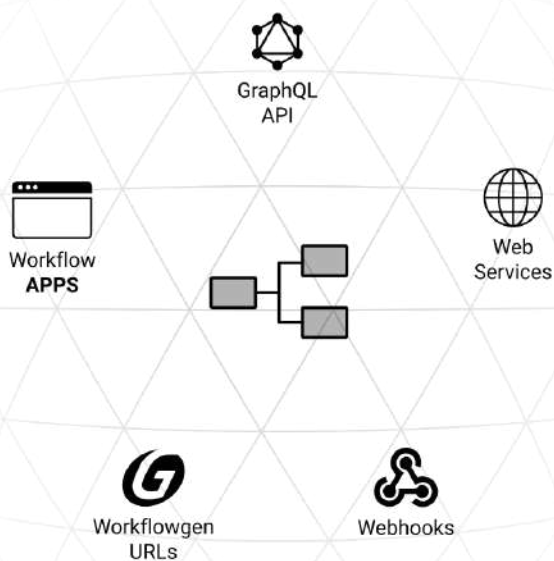 GraphQL
API
Workflow
APPS
Web
Services
Workflowgen
URLs
Webhooks